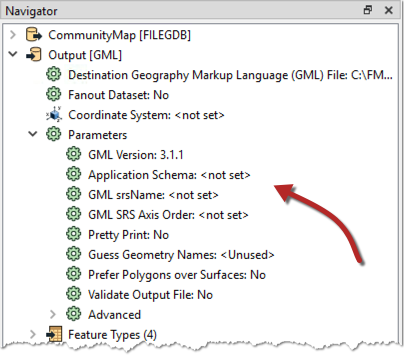 Navigator
CommunityMap [FILEGDB]
Output [GML]
Destination Geography Markup Language (GML) File: C:\FM...
Fanout Dataset: No
Coordinate System: <not set>
Parameters
GML Version: 3.1.1
Application Schema: <not set>
GML srsName: <not set>
GML SRS Axis Order: <not set>
Pretty Print: No
Guess Geometry Names: <Unused>
Prefer Polygons over Surfaces: No
Validate Output File: No
Advanced
Feature Types (4)